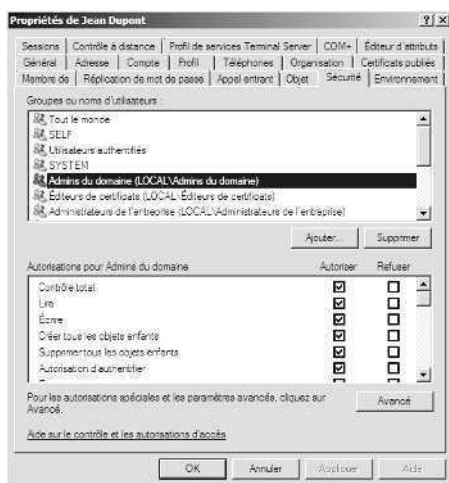 Propriétés de Jean Dupont
Sessions Contrôle à distance Profil de services Terminal Server COM+ Éditeur d'attributs
Général Adresse Compte Profil Téléphones Organisation Certificats publiés
Membre de Réplication de mot de passe Appel entrant Objet Sécurité Environnement
Groupes ou noms d'utilisateurs :
Tout le monde
SELF
Utilisateurs authentifiés
SYSTEM
Admins du domaine (LOCAL\Admins du domaine)
Éditeurs de certificats (LOCAL\Éditeurs de certificats)
Administrateurs de l'entreprise (LOCAL\Administrateurs de l'entreprise)
Ajouter... Supprimer
Autorisations pour Admins du domaine Autoriser Refuser
Contrôle total
Lire
Écrire
Créer tous les objets enfants
Supprimer tous les objets enfants
Autorisation d'authentifier
Pour les autorisations spéciales et les paramètres avancés, cliquez sur
Avancé.
Avancé
Aide sur le contrôle et les autorisations d'accès
OK Annuler Appliquer Aide